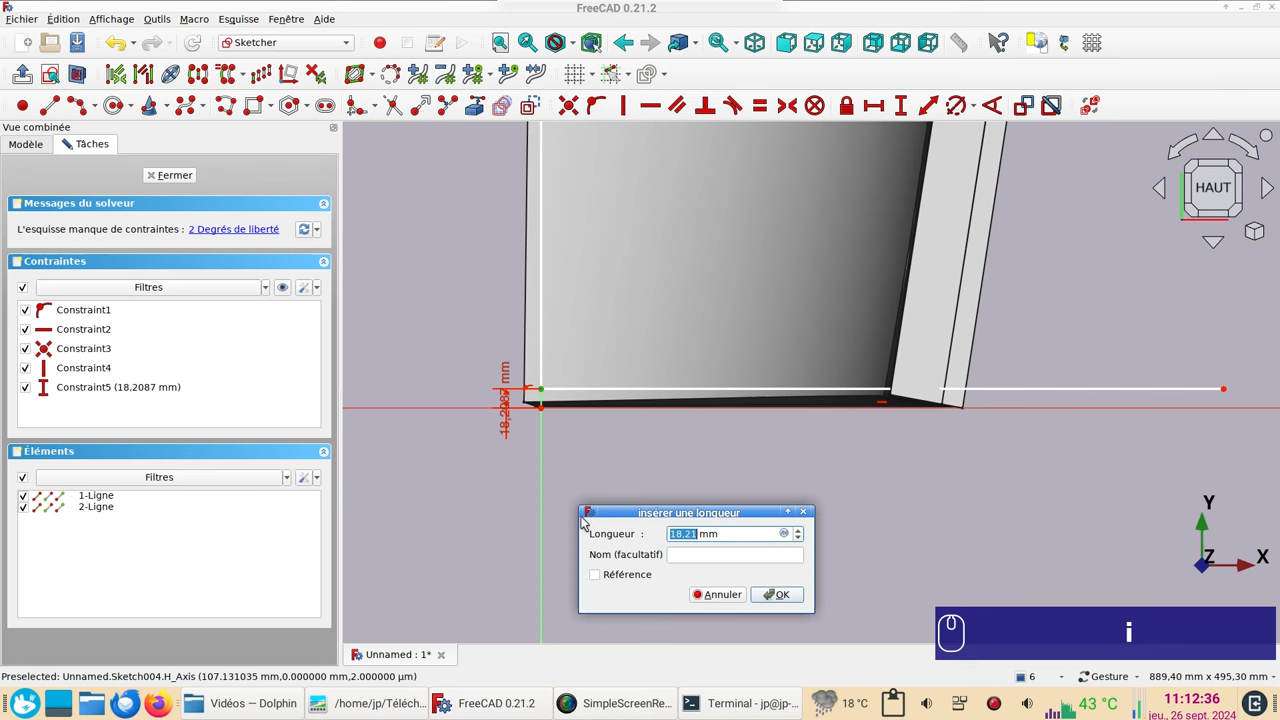 FreeCAD 0.21.2
Fichier Édition Affichage Outils Macro Esquisse Fenêtre Aide
Sketcher
Vue combinée
Modèle Tâches
Fermer
Messages du solveur
L'esquisse manque de contraintes : 2 Degrés de liberté
Contraintes
Filtres
Constraint1
Constraint2
Constraint3
Constraint4
Constraint5 (18,2087 mm)
Éléments
Filtres
1-Ligne
2-Ligne
HAUT
18,2087 mm
insérer une longueur
Longueur : 18,21 mm
Nom (facultatif)
Référence
Annuler OK
Y
Z X
i
Unnamed : 1*
Preselected: Unnamed.Sketch004.H_Axis (107.131035 mm,0.000000 mm,2.000000 µm)
6 Gesture 889,40 mm x 495,30 mm
Vidéos — Dolphin /home/jp/Téléch... FreeCAD 0.21.2 SimpleScreenRe... Terminal - jp@jp-... 18 °C 43 °C 11:12:36
jeu., 26 sept. 2024